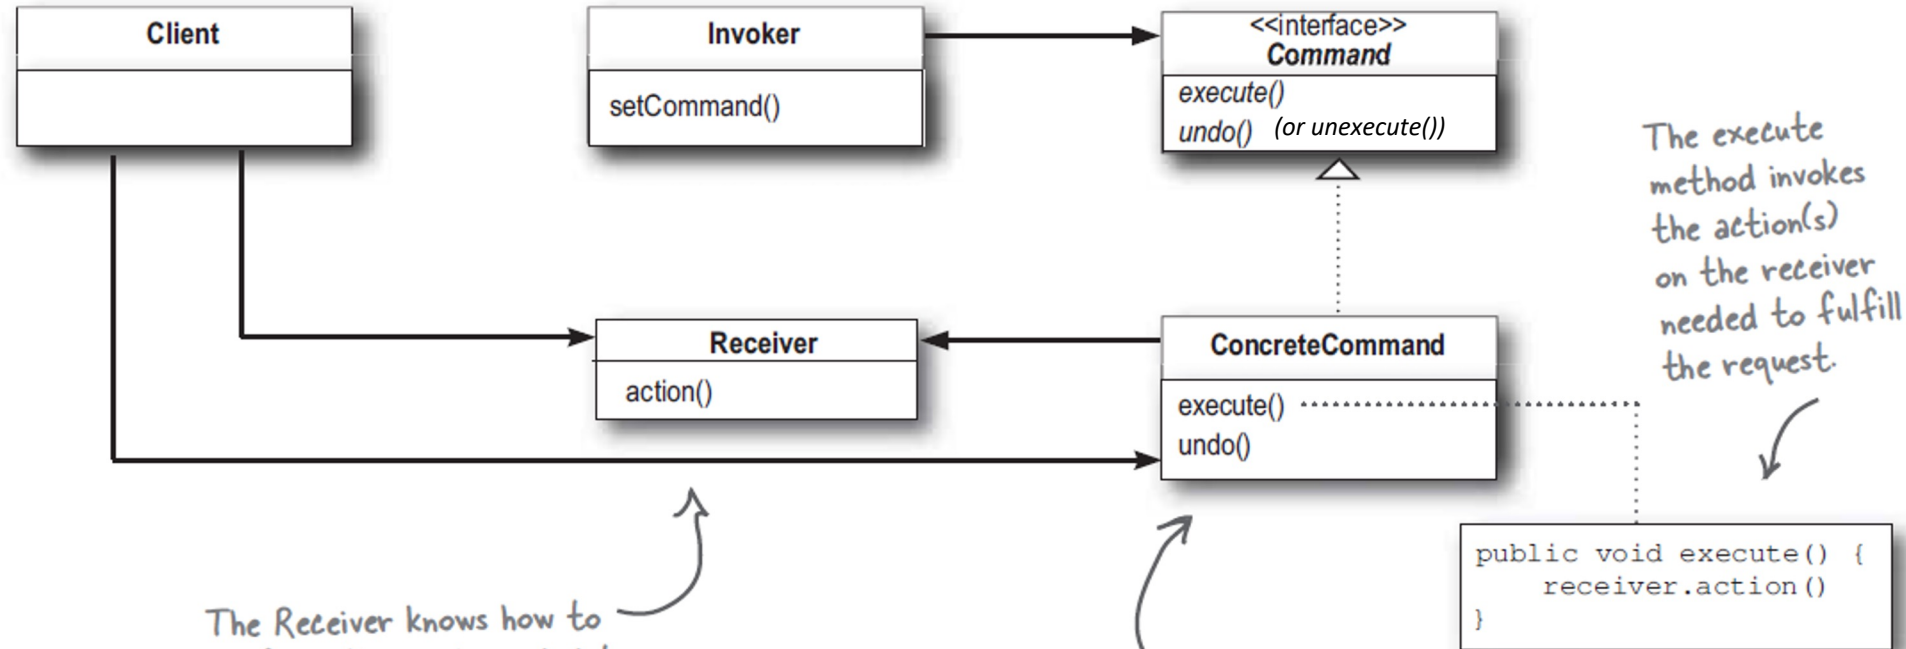 Client
Invoker
setCommand()
<<interface>>
Command
execute()
undo() (or unexecute())
The execute
method invokes
the action(s)
on the receiver
needed to fulfill
the request.
Receiver
action()
ConcreteCommand
execute()
undo()
public void execute() {
receiver.action()
}
The Receiver knows how to